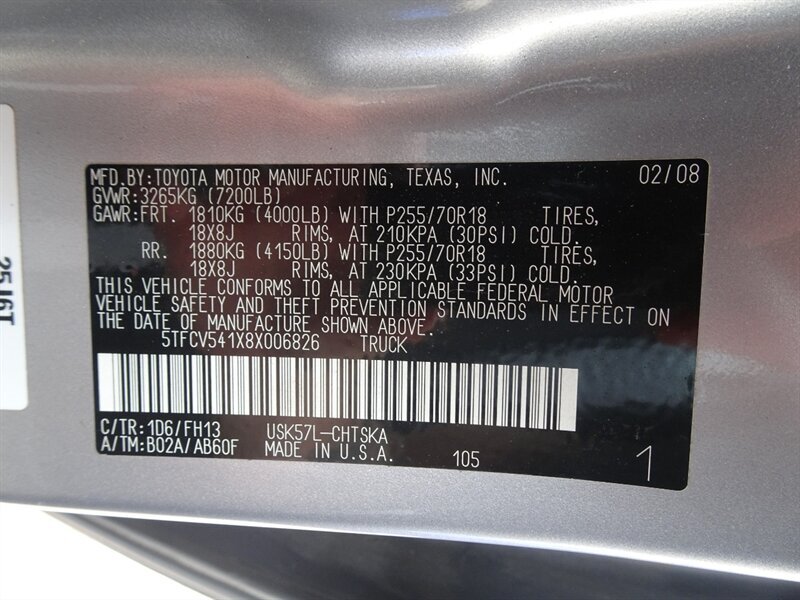 MFD.BY:TOYOTA MOTOR MANUFACTURING, TEXAS, INC. 02/08
GVWR:3265KG (7200LB)
GAWR:FRT. 1810KG (4000LB) WITH P255/70R18 TIRES,
18X8J RIMS, AT 210KPA (30PSI) COLD.
RR. 1880KG (4150LB) WITH P255/70R18 TIRES,
18X8J RIMS, AT 230KPA (33PSI) COLD.
THIS VEHICLE CONFORMS TO ALL APPLICABLE FEDERAL MOTOR
VEHICLE SAFETY AND THEFT PREVENTION STANDARDS IN EFFECT ON
THE DATE OF MANUFACTURE SHOWN ABOVE.
5TFCV541X8X006826 TRUCK
C/TR:1D6/FH13 USK57L-CHTSKA
A/TM:B02A/AB60F MADE IN U.S.A. 105 1